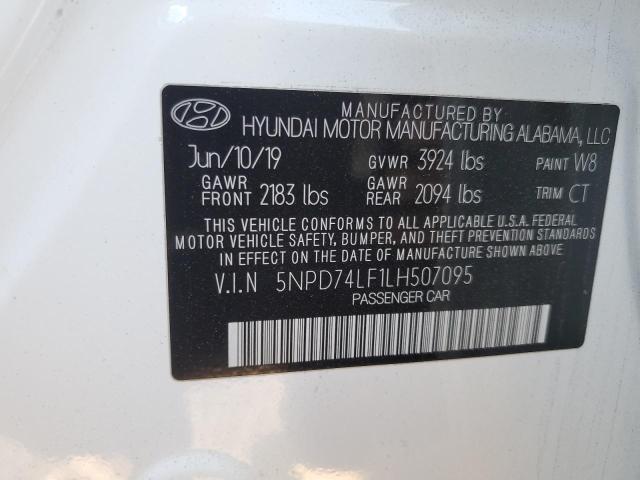 MANUFACTURED BY
HYUNDAI MOTOR MANUFACTURING ALABAMA, LLC
Jun/10/19 GVWR 3924 lbs PAINT W8
GAWR FRONT 2183 lbs GAWR REAR 2094 lbs TRIM CT
THIS VEHICLE CONFORMS TO ALL APPLICABLE U.S.A. FEDERAL
MOTOR VEHICLE SAFETY, BUMPER, AND THEFT PREVENTION STANDARDS
IN EFFECT ON THE DATE OF MANUFACTURE SHOWN ABOVE
V.I.N 5NPD74LF1LH507095
PASSENGER CAR